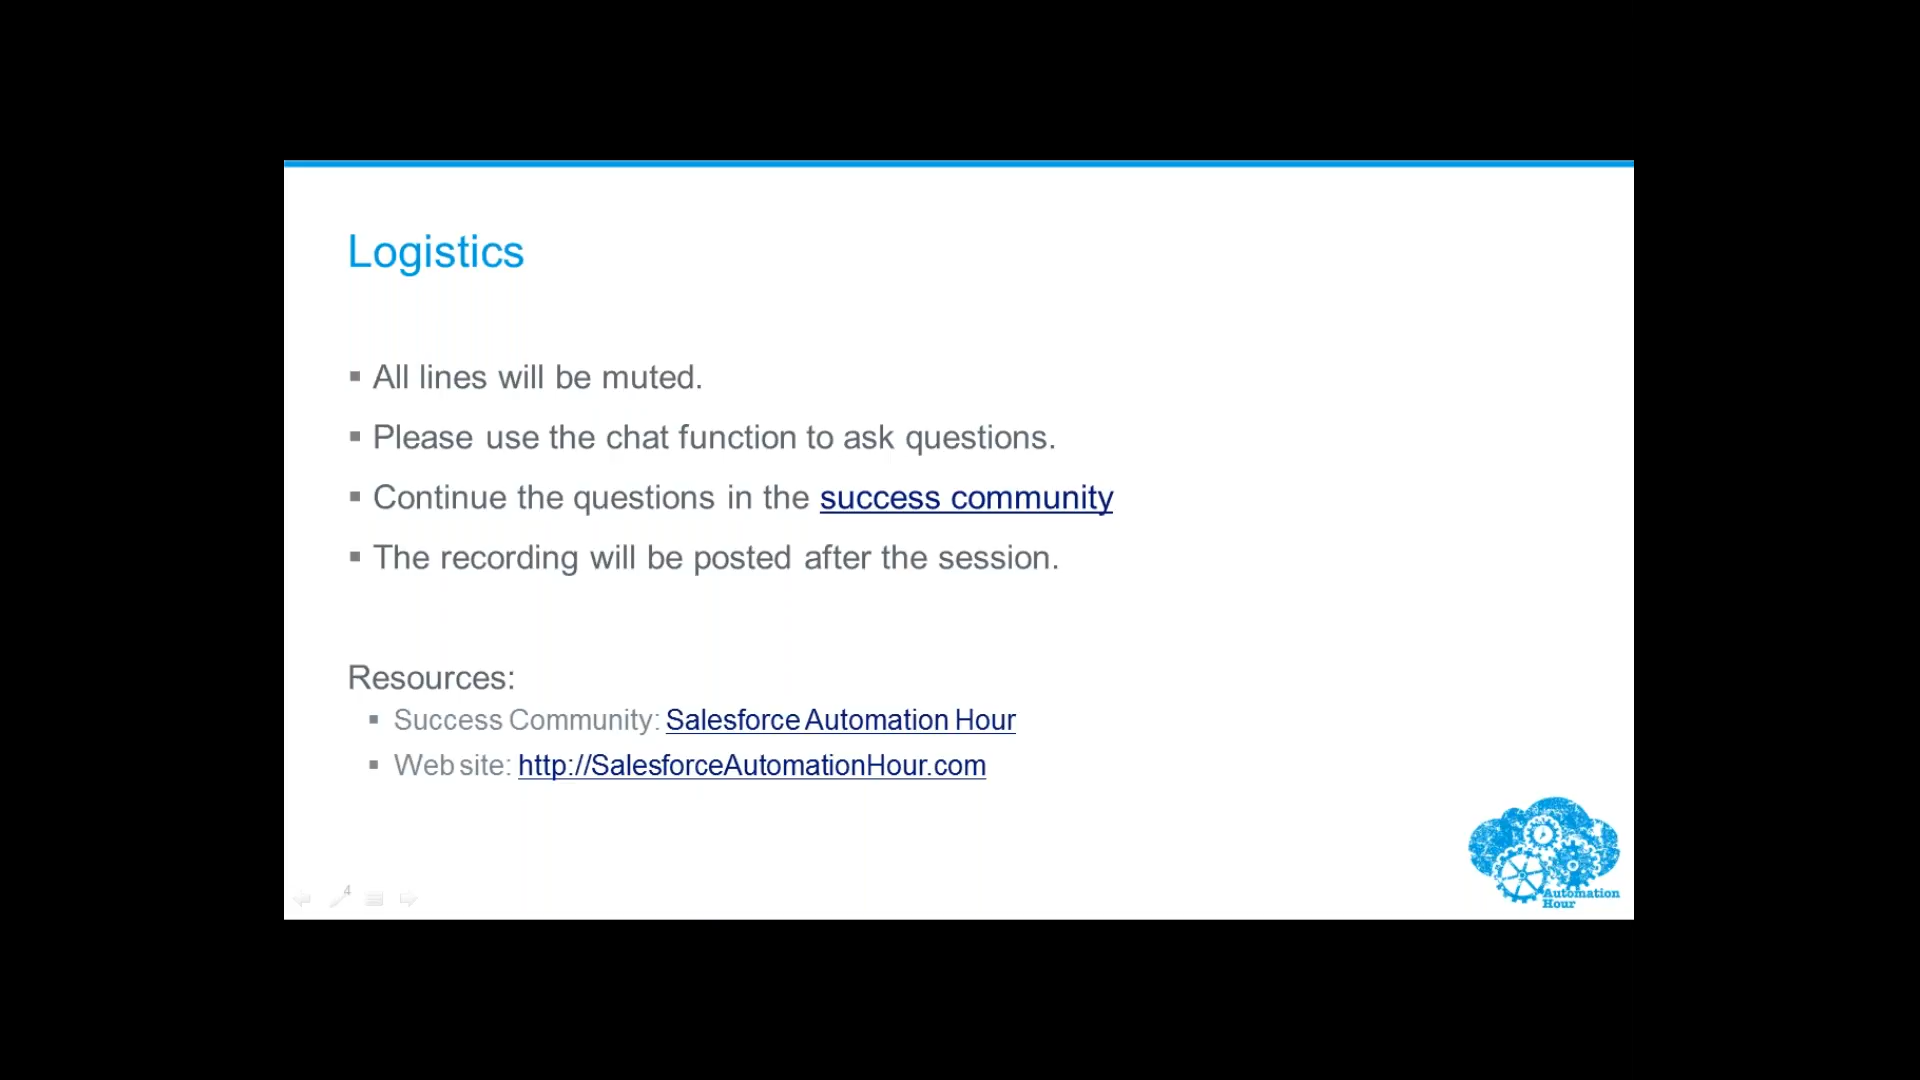 Logistics
▪ All lines will be muted.
▪ Please use the chat function to ask questions.
▪ Continue the questions in the success community
▪ The recording will be posted after the session.
Resources:
▪ Success Community: Salesforce Automation Hour
▪ Web site: http://SalesforceAutomationHour.com
4
Automation
Hour